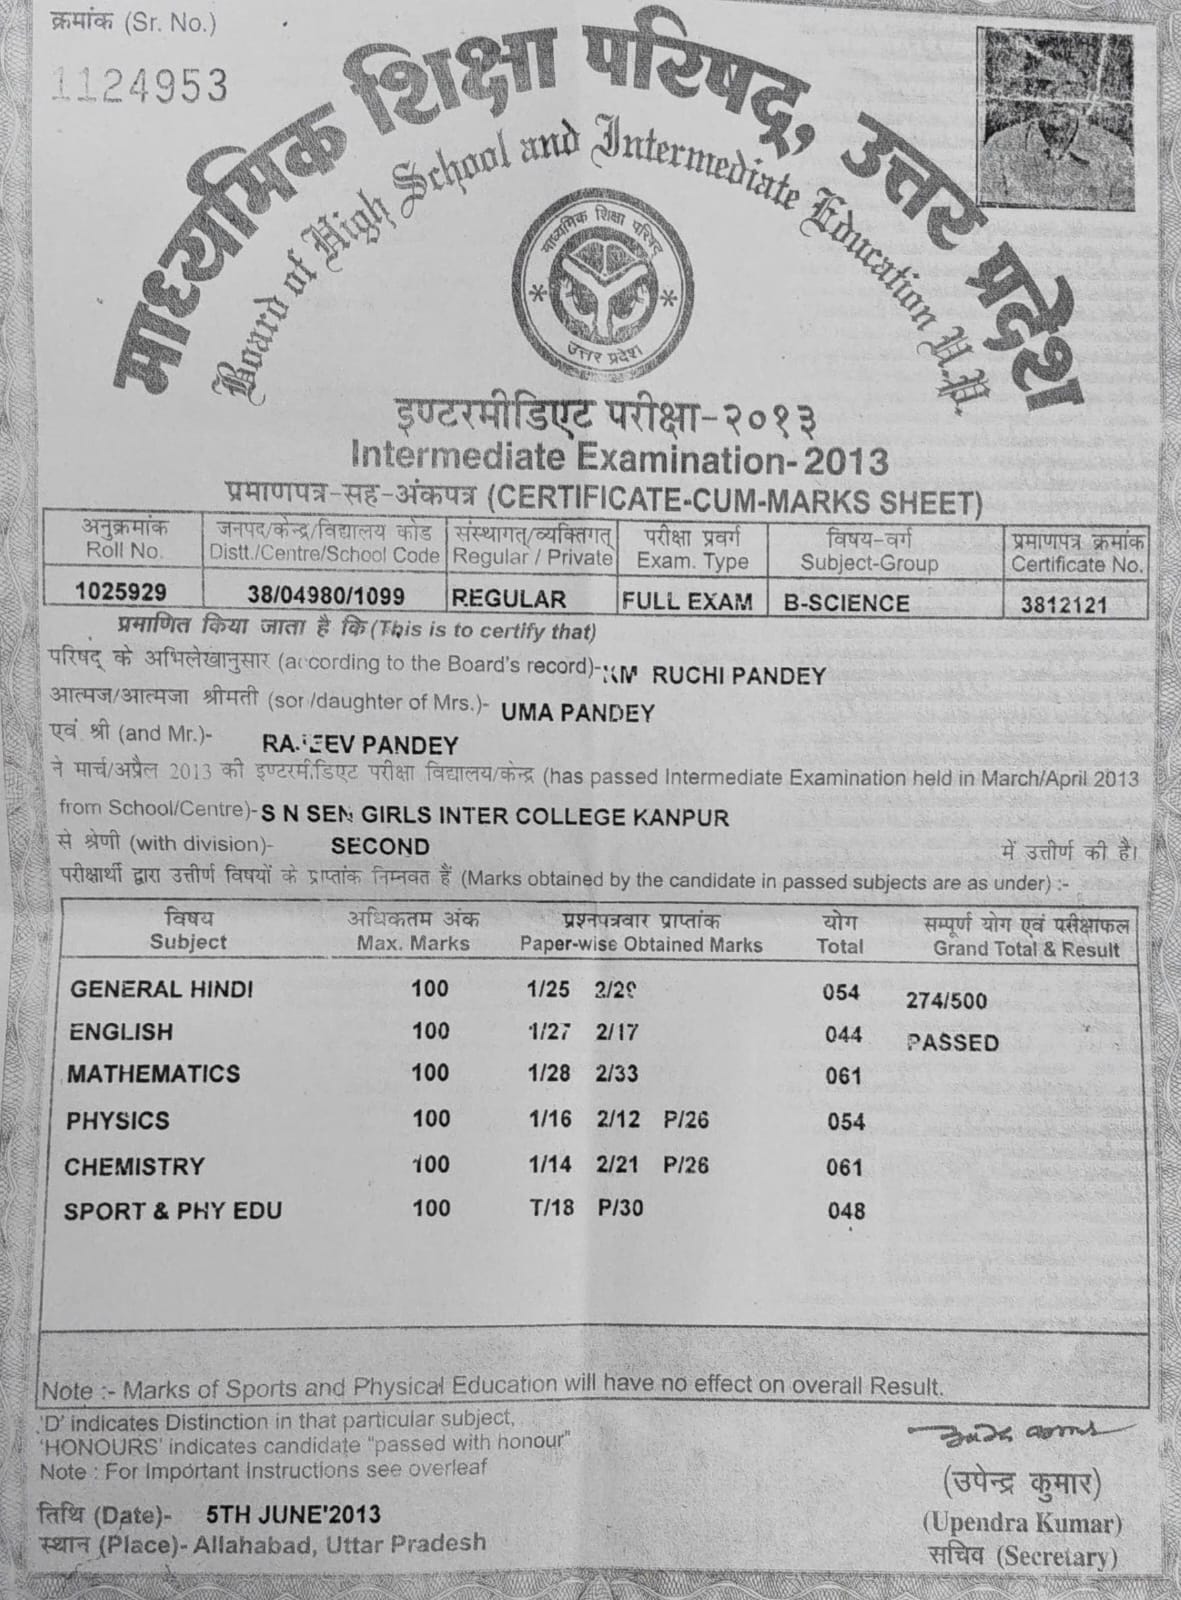 क्रमांक (Sr. No.)
1124953
माध्यमिक शिक्षा परिषद्, उत्तर प्रदेश
Board of High School and Intermediate Education U.P.
माध्यमिक शिक्षा परिषद्
उत्तर प्रदेश
इण्टरमीडिएट परीक्षा-२०१३
Intermediate Examination- 2013
प्रमाणपत्र-सह-अंकपत्र (CERTIFICATE-CUM-MARKS SHEET)
अनुक्रमांक जनपद/केन्द्र/विद्यालय कोड संस्थागत/व्यक्तिगत परीक्षा प्रवर्ग विषय-वर्ग प्रमाणपत्र क्रमांक
Roll No. Distt./Centre/School Code Regular / Private Exam. Type Subject-Group Certificate No.
1025929 38/04980/1099 REGULAR FULL EXAM B-SCIENCE 3812121
प्रमाणित किया जाता है कि (This is to certify that)
परिषद् के अभिलेखानुसार (according to the Board's record)- KM RUCHI PANDEY
आत्मज/आत्मजा श्रीमती (son/daughter of Mrs.)- UMA PANDEY
एवं श्री (and Mr.)- RAJEEV PANDEY
ने मार्च/अप्रैल 2013 की इण्टरमीडिएट परीक्षा विद्यालय/केन्द्र (has passed Intermediate Examination held in March/April 2013
from School/Centre)- S N SEN GIRLS INTER COLLEGE KANPUR
से श्रेणी (with division)- SECOND में उत्तीर्ण की है।
परीक्षार्थी द्वारा उत्तीर्ण विषयों के प्राप्तांक निम्नवत हैं (Marks obtained by the candidate in passed subjects are as under) :-
विषय अधिकतम अंक प्रश्नपत्रवार प्राप्तांक योग सम्पूर्ण योग एवं परीक्षाफल
Subject Max. Marks Paper-wise Obtained Marks Total Grand Total & Result
GENERAL HINDI 100 1/25 2/29 054 274/500
ENGLISH 100 1/27 2/17 044 PASSED
MATHEMATICS 100 1/28 2/33 061
PHYSICS 100 1/16 2/12 P/26 054
CHEMISTRY 100 1/14 2/21 P/26 061
SPORT & PHY EDU 100 T/18 P/30 048
Note :- Marks of Sports and Physical Education will have no effect on overall Result.
'D' indicates Distinction in that particular subject,
'HONOURS' indicates candidate "passed with honour"
Note : For Important Instructions see overleaf
(उपेन्द्र कुमार)
तिथि (Date)- 5TH JUNE'2013
(Upendra Kumar)
स्थान (Place)- Allahabad, Uttar Pradesh
सचिव (Secretary)